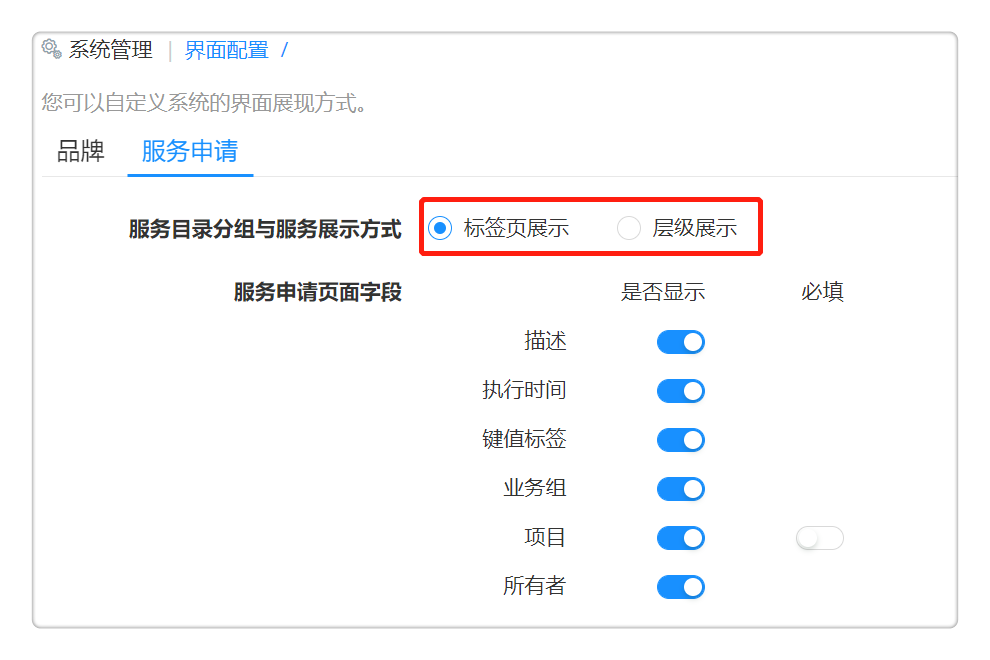 系统管理 | 界面配置 /
您可以自定义系统的界面展现方式。
品牌 服务申请
服务目录分组与服务展示方式 标签页展示 层级展示
服务申请页面字段 是否显示 必填
描述
执行时间
键值标签
业务组
项目
所有者